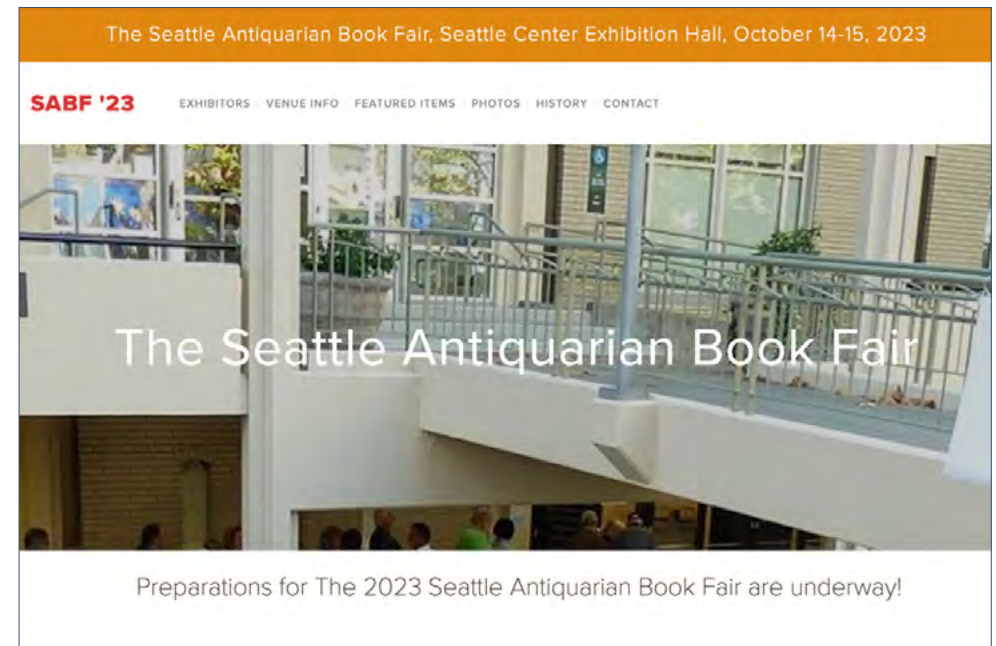 The Seattle Antiquarian Book Fair, Seattle Center Exhibition Hall, October 14-15, 2023
SABF '23 EXHIBITORS VENUE INFO FEATURED ITEMS PHOTOS HISTORY CONTACT
The Seattle Antiquarian Book Fair
Preparations for The 2023 Seattle Antiquarian Book Fair are underway!